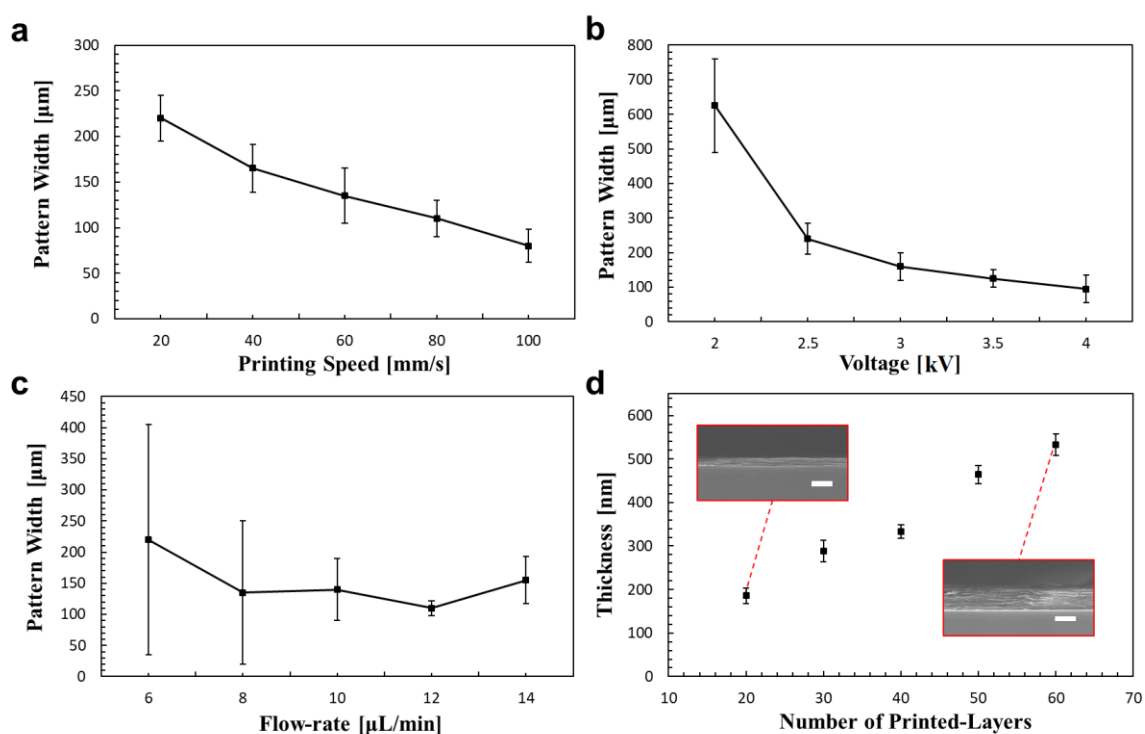 a
300
250
200
150
100
50
0
Pattern Width [µm]
20 40 60 80 100
Printing Speed [mm/s]
b
800
700
600
500
400
300
200
100
0
Pattern Width [µm]
2 2.5 3 3.5 4
Voltage [kV]
c
450
400
350
300
250
200
150
100
50
0
Pattern Width [µm]
6 8 10 12 14
Flow-rate [µL/min]
d
600
500
400
300
200
100
0
Thickness [nm]
10 20 30 40 50 60 70
Number of Printed-Layers